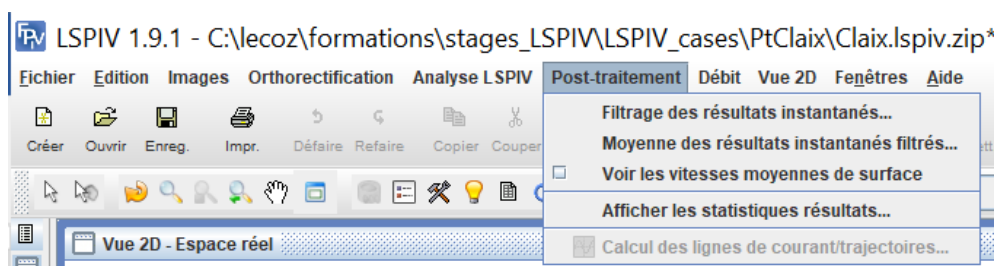 LSPIV 1.9.1 - C:\lecoz\formations\stages_LSPIV\LSPIV_cases\PtClaix\Claix.lspiv.zip*
Fichier Edition Images Orthorectification Analyse LSPIV Post-traitement Débit Vue 2D Fenêtres Aide
Créer Ouvrir Enreg. Impr. Défaire Refaire Copier Couper
Filtrage des résultats instantanés...
Moyenne des résultats instantanés filtrés...
Voir les vitesses moyennes de surface
Afficher les statistiques résultats...
Calcul des lignes de courant/trajectoires...
Vue 2D - Espace réel